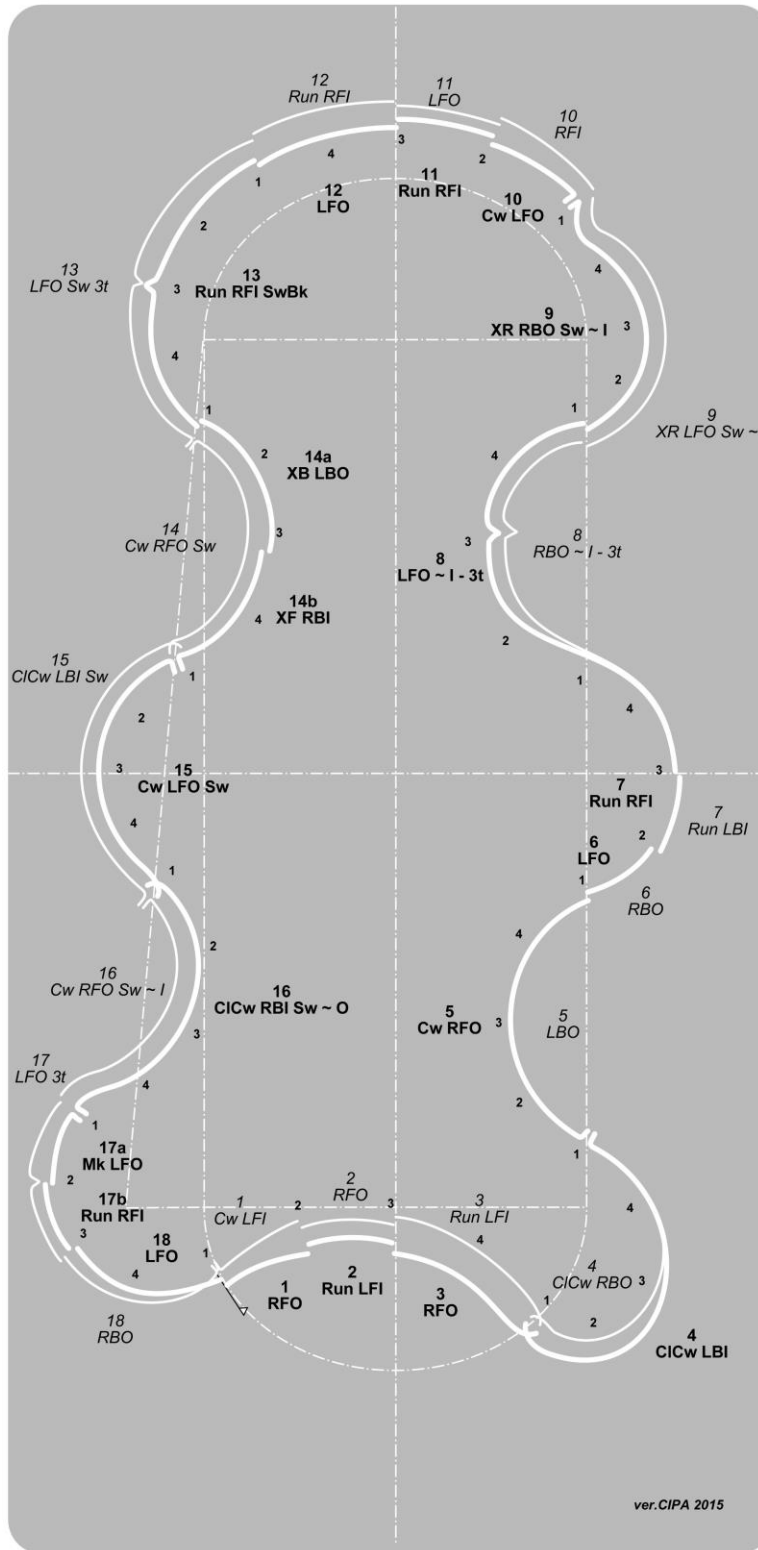 12
Run RFI
11
LFO
10
RFI
4
3
2
1
12
LFO
11
Run RFI
10
Cw LFO
1
2
4
13
LFO Sw 3t
3
13
Run RFI SwBk
9
XR RBO Sw ~ I
3
4
2
1
1
9
XR LFO Sw ~
2
14a
XB LBO
4
14
Cw RFO Sw
3
3
8
LFO ~ I - 3t
8
RBO ~ I - 3t
14b
XF RBI
4
2
15
ClCw LBI Sw
1
1
4
2
3
15
Cw LFO Sw
3
7
Run RFI
4
2
7
Run LBI
6
LFO
1
1
6
RBO
2
4
16
Cw RFO Sw ~ I
16
ClCw RBI Sw ~ O
3
5
Cw RFO
3
5
LBO
17
LFO 3t
4
2
1
1
17a
Mk LFO
2
17b
Run RFI
1
Cw LFI
2
2
RFO
3
3
Run LFI
4
3
18
LFO
1
4
4
4
ClCw RBO
3
1
RFO
2
Run LFI
3
RFO
1
2
18
RBO
4
ClCw LBI
ver.CIPA 2015